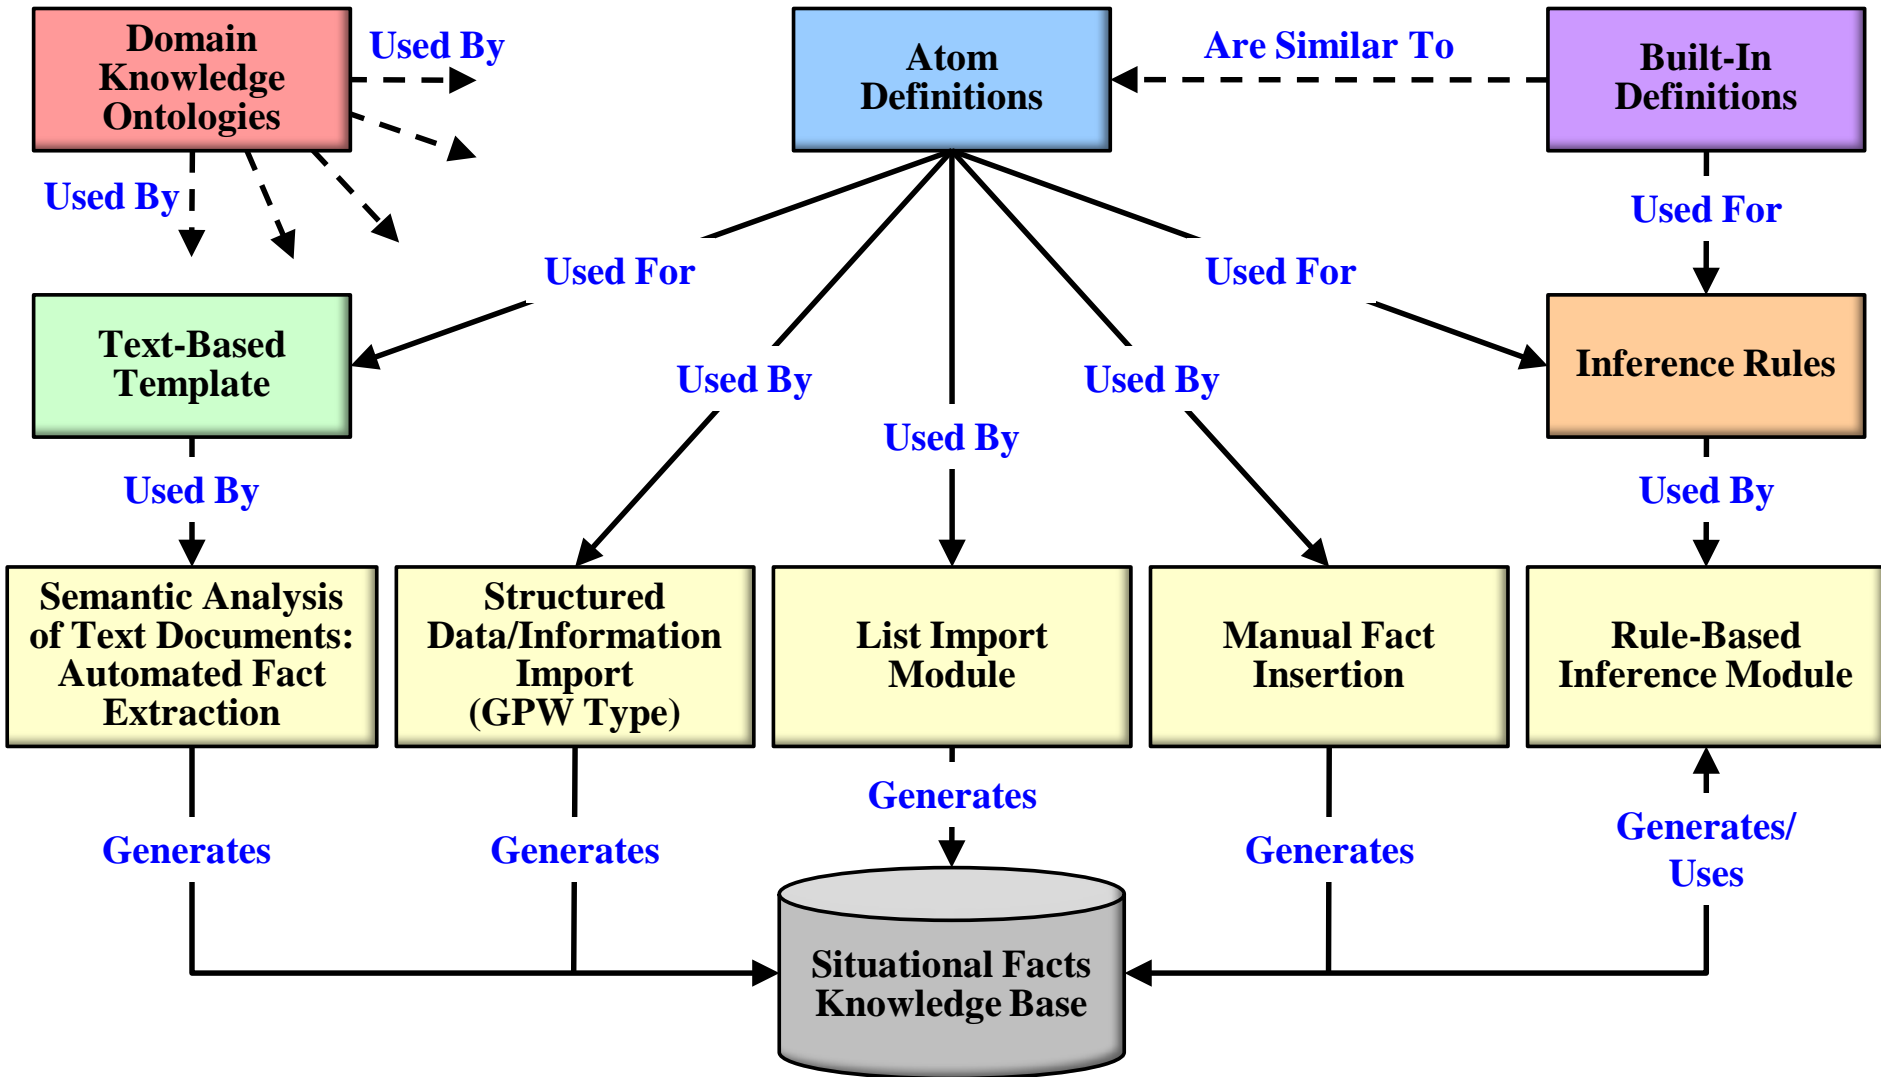 Domain
Knowledge
Ontologies
Used By
Used By
Atom
Definitions
Are Similar To
Built-In
Definitions
Used For
Used For
Used For
Text-Based
Template
Used By
Used By
Used By
Inference Rules
Used By
Used By
Semantic Analysis
of Text Documents:
Automated Fact
Extraction
Structured
Data/Information
Import
(GPW Type)
List Import
Module
Manual Fact
Insertion
Rule-Based
Inference Module
Generates
Generates
Generates
Generates
Generates/
Uses
Situational Facts
Knowledge Base